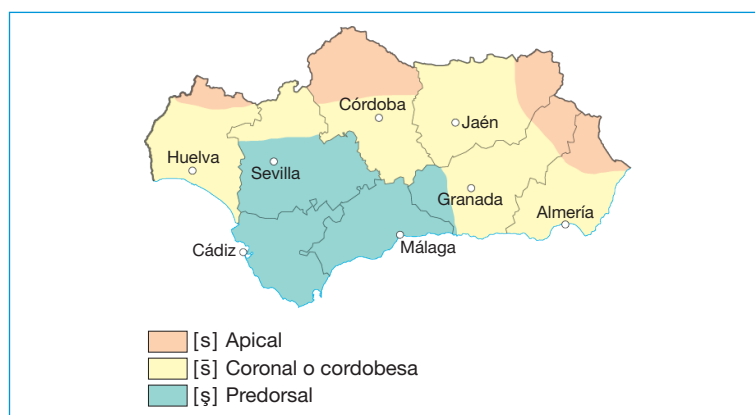 Córdoba
Jaén
Huelva
Sevilla
Granada
Almería
Cádiz
Málaga
[s] Apical
[s̄] Coronal o cordobesa
[ş] Predorsal